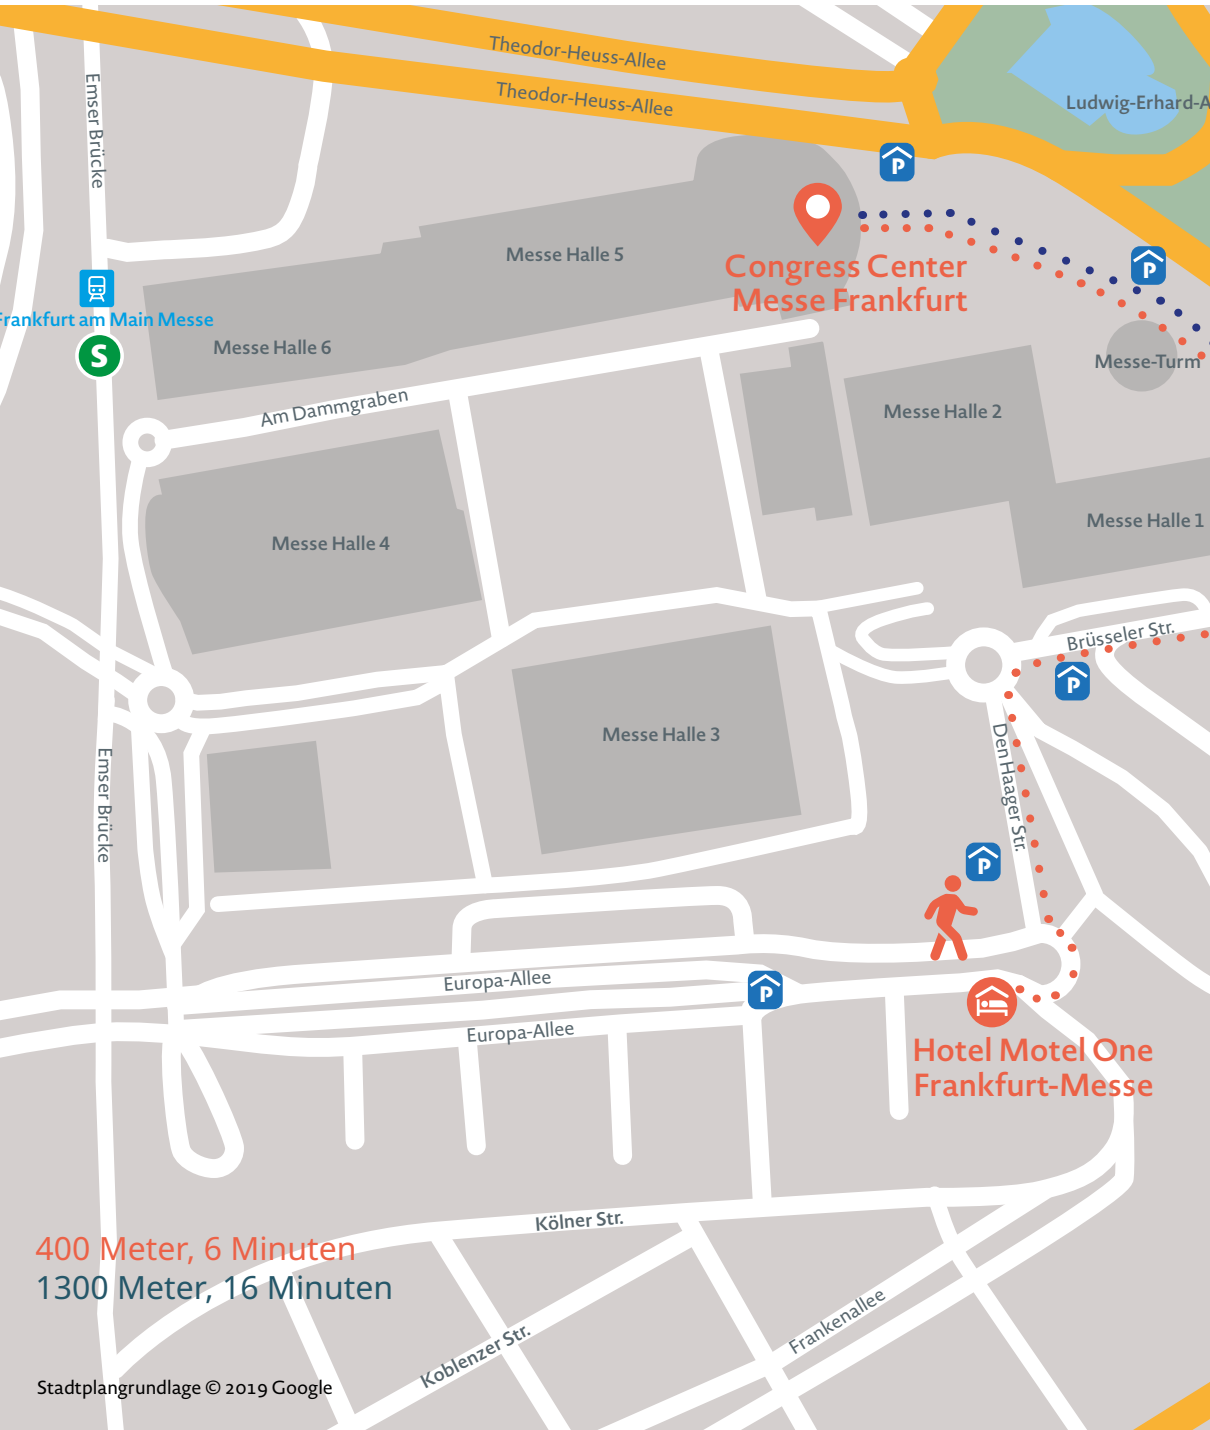 Theodor-Heuss-Allee
Theodor-Heuss-Allee
Emser Brücke
Ludwig-Erhard-A
P
Messe Halle 5
Congress Center
Messe Frankfurt
P
Frankfurt am Main Messe
S
Messe Halle 6
Messe-Turm
Am Dammgraben
Messe Halle 2
Messe Halle 1
Messe Halle 4
Brüsseler Str.
P
Messe Halle 3
Den Haager Str.
Emser Brücke
P
Europa-Allee
P
Europa-Allee
Hotel Motel One
Frankfurt-Messe
Kölner Str.
400 Meter, 6 Minuten
1300 Meter, 16 Minuten
Frankenallee
Koblenzer Str.
Stadtplangrundlage © 2019 Google